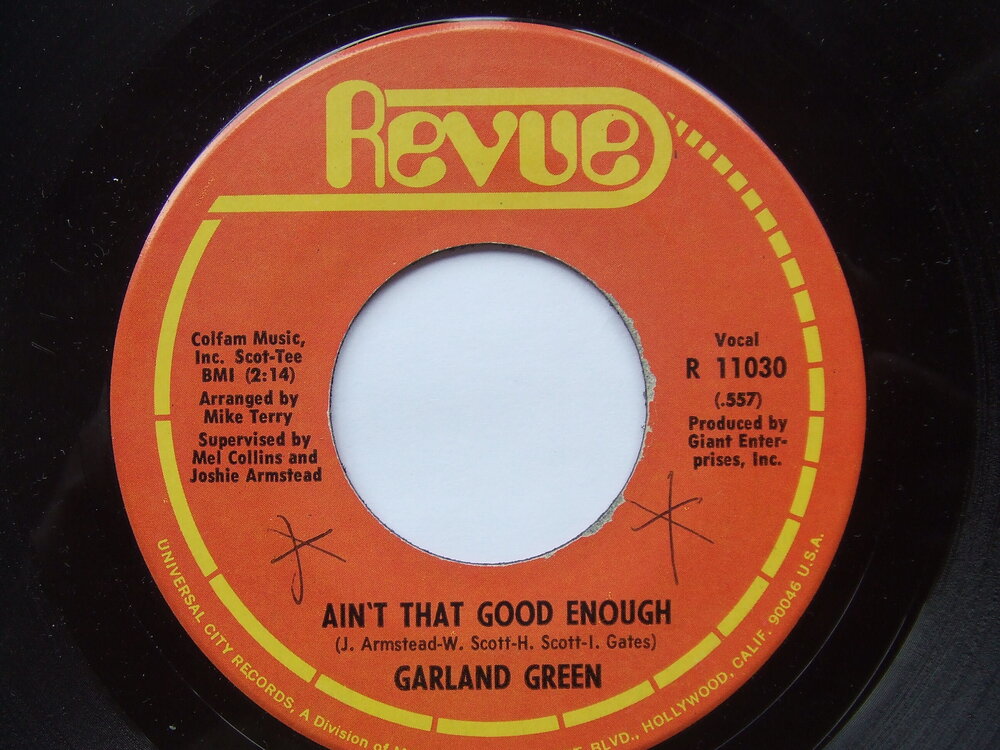 Revue
Colfam Music,
Inc. Scot-Tee
BMI (2:14)
Arranged by
Mike Terry
Supervised by
Mel Collins and
Joshie Armstead
Vocal
R 11030
(.557)
Produced by
Giant Enter-
prises, Inc.
AIN'T THAT GOOD ENOUGH
(J. Armstead-W. Scott-H. Scott-I. Gates)
GARLAND GREEN
UNIVERSAL CITY RECORDS, A Division of BLVD., HOLLYWOOD, CALIF. 90046 U.S.A.